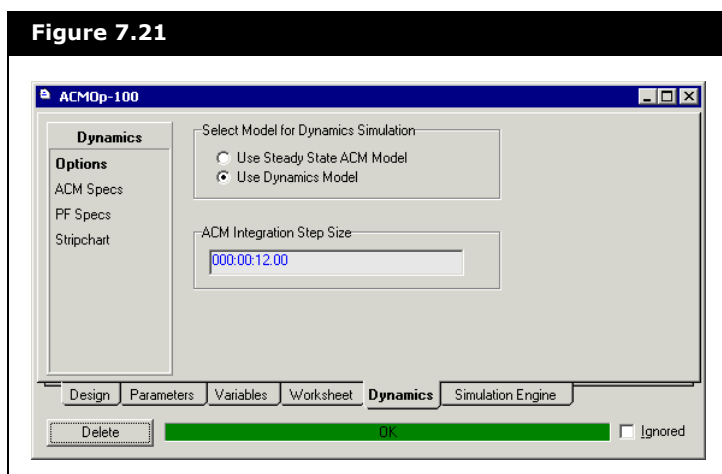 Figure 7.21
ACMOp-100
Dynamics
Options
ACM Specs
PF Specs
Stripchart
Select Model for Dynamics Simulation
Use Steady State ACM Model
Use Dynamics Model
ACM Integration Step Size
000:00:12.00
Design Parameters Variables Worksheet Dynamics Simulation Engine
Delete OK Ignored